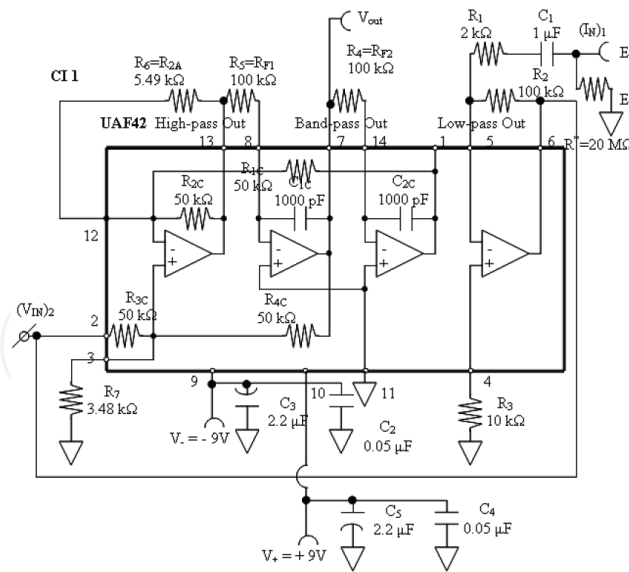 Vout
R1
2 kΩ
C1
1 µF
(IN)1
E
R6=R2A
5.49 kΩ
R5=RF1
100 kΩ
R4=RF2
100 kΩ
R2
100 kΩ
E
CI 1
UAF42 High-pass Out
Band-pass Out
Low-pass Out
R*=20 MΩ
13
8
7
14
1
5
6
R1C
50 kΩ
R2C
50 kΩ
C1C
1000 pF
C2C
1000 pF
12
-
+
-
+
-
+
-
+
(VIN)2
R3C
50 kΩ
R4C
50 kΩ
2
3
9
10
11
4
R7
3.48 kΩ
C3
2.2 µF
C2
0.05 µF
R3
10 kΩ
V- = - 9V
C5
2.2 µF
C4
0.05 µF
V+ = + 9V